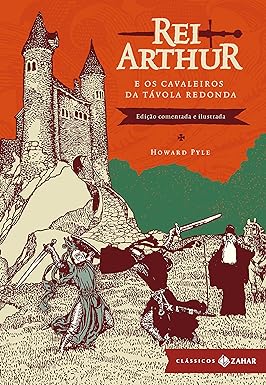 REI
ARTHUR
E OS CAVALEIROS
DA TÁVOLA REDONDA
Edição comentada e ilustrada
HOWARD PYLE
CLÁSSICOS ZAHAR